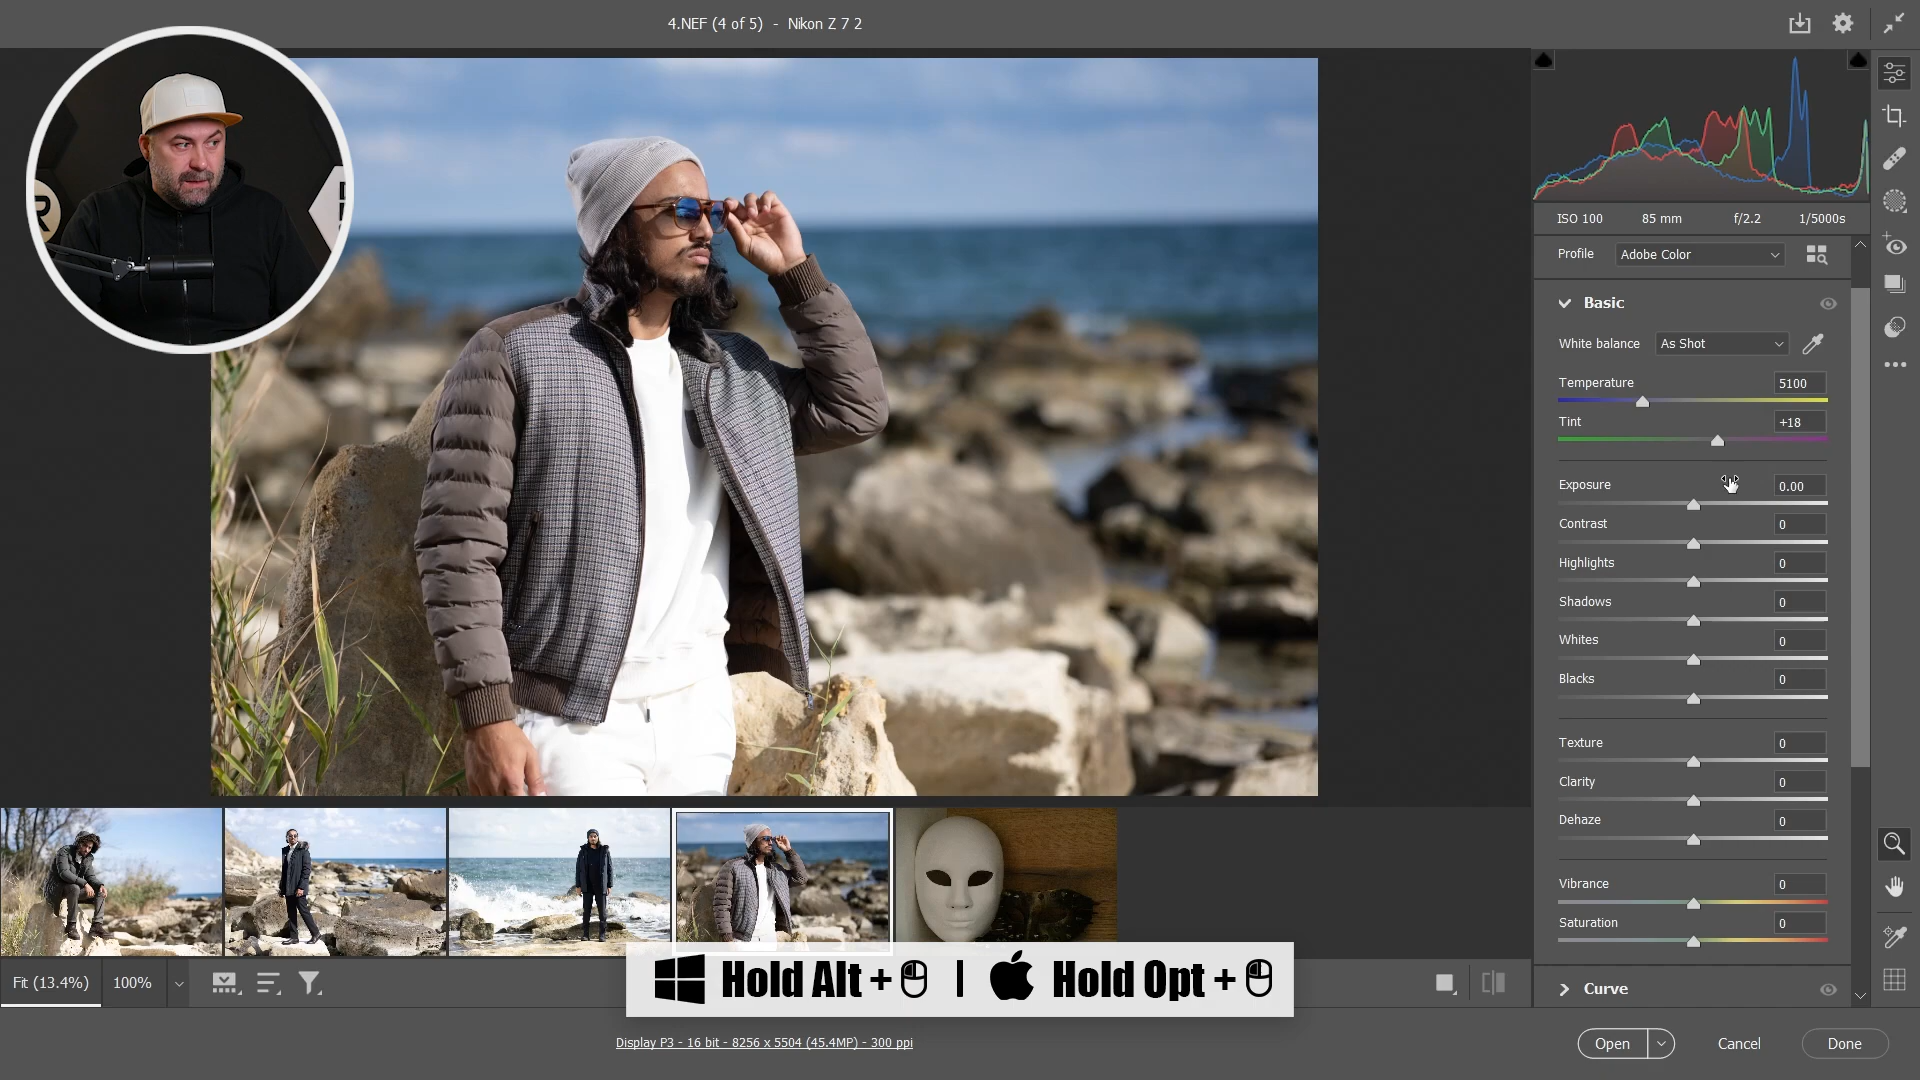 4.NEF (4 of 5)  -  Nikon Z 7 2
ISO 100 85 mm f/2.2 1/5000s
Profile Adobe Color
Basic
White balance As Shot
Temperature 5100
Tint +18
Exposure 0.00
Contrast 0
Highlights 0
Shadows 0
Whites 0
Blacks 0
Texture 0
Clarity 0
Dehaze 0
Vibrance 0
Saturation 0
Curve
Fit (13.4%) 100%
Hold Alt + | Hold Opt +
Display P3 - 16 bit - 8256 x 5504 (45.4MP) - 300 ppi
Open Cancel Done